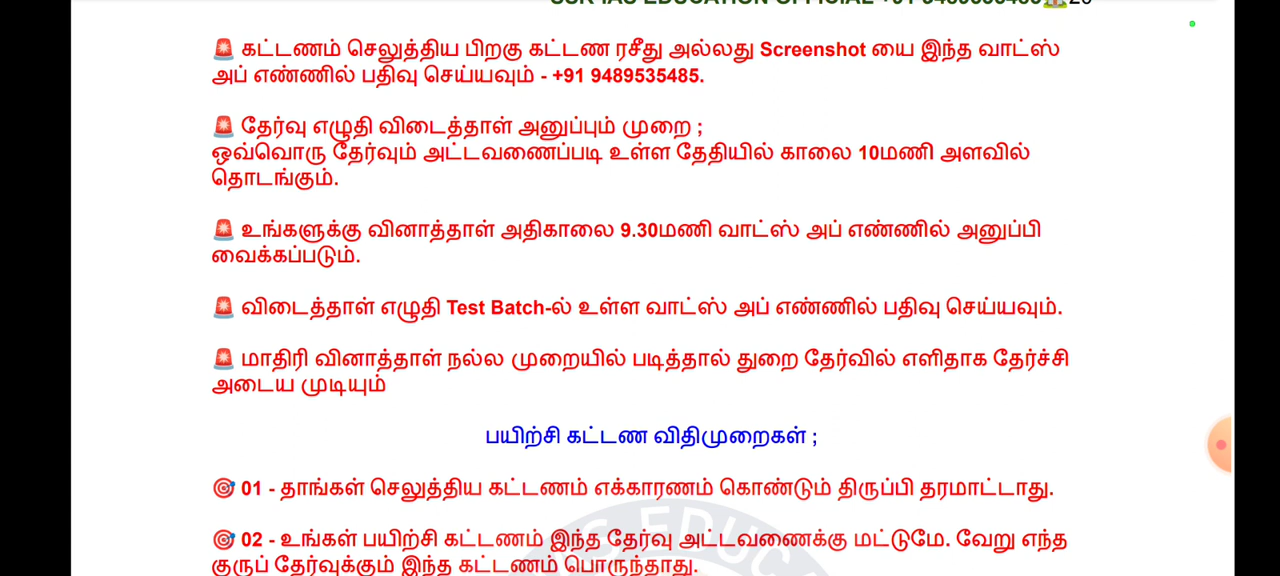 🚨 கட்டணம் செலுத்திய பிறகு கட்டண ரசீது அல்லது Screenshot யை இந்த வாட்ஸ்
அப் எண்ணில் பதிவு செய்யவும் - +91 9489535485.
🚨 தேர்வு எழுதி விடைத்தாள் அனுப்பும் முறை ;
ஒவ்வொரு தேர்வும் அட்டவணைப்படி உள்ள தேதியில் காலை 10மணி அளவில்
தொடங்கும்.
🚨 உங்களுக்கு வினாத்தாள் அதிகாலை 9.30மணி வாட்ஸ் அப் எண்ணில் அனுப்பி
வைக்கப்படும்.
🚨 விடைத்தாள் எழுதி Test Batch-ல் உள்ள வாட்ஸ் அப் எண்ணில் பதிவு செய்யவும்.
🚨 மாதிரி வினாத்தாள் நல்ல முறையில் படித்தால் துறை தேர்வில் எளிதாக தேர்ச்சி
அடைய முடியும்
பயிற்சி கட்டண விதிமுறைகள் ;
🎯 01 - தாங்கள் செலுத்திய கட்டணம் எக்காரணம் கொண்டும் திருப்பி தரமாட்டாது.
🎯 02 - உங்கள் பயிற்சி கட்டணம் இந்த தேர்வு அட்டவணைக்கு மட்டுமே. வேறு எந்த
குருப் தேர்வுக்கும் இந்த கட்டணம் பொருந்தாது.